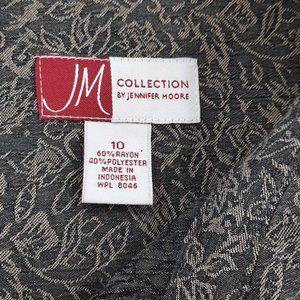 JM
COLLECTION
BY JENNIFER MOORE
10
60% RAYON
40% POLYESTER
MADE IN
INDONESIA
WPL 8046